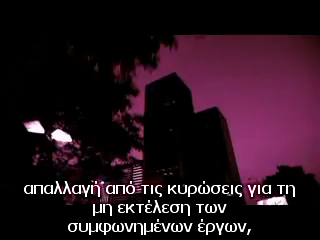 απαλλαγή από τις κυρώσεις για τη
μη εκτέλεση των
συμφωνημένων έργων,